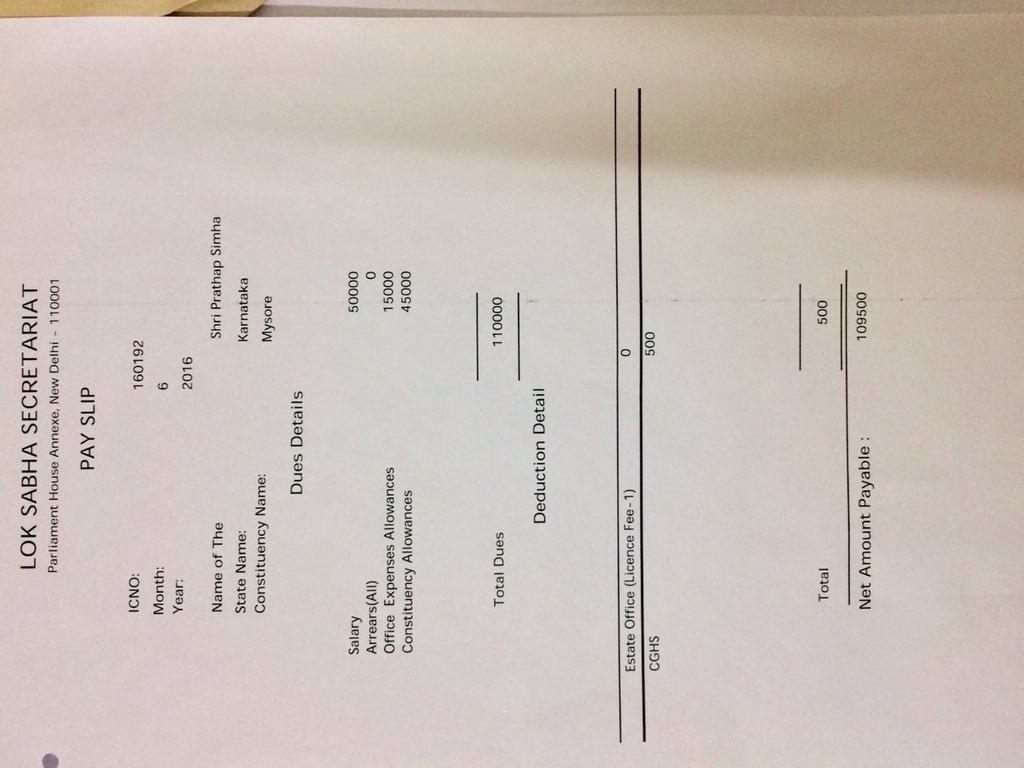 LOK SABHA SECRETARIAT
Parliament House Annexe, New Delhi - 110001
PAY SLIP
ICNO: 160192
Month: 6
Year: 2016
Name of The Shri Prathap Simha
State Name: Karnataka
Constituency Name: Mysore
Dues Details
Salary 50000
Arrears(All) 0
Office Expenses Allowances 15000
Constituency Allowances 45000
Total Dues 110000
Deduction Detail
Estate Office (Licence Fee-1) 0
CGHS 500
Total 500
Net Amount Payable : 109500